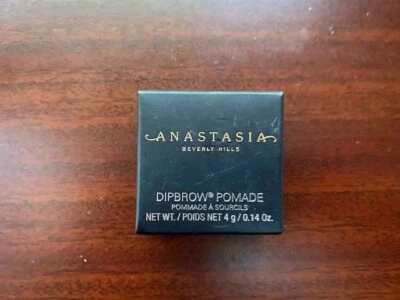 ANASTASIA
BEVERLY HILLS
DIPBROW® POMADE
POMMADE À SOURCILS
NET WT. / POIDS NET 4 g / 0.14 Oz.